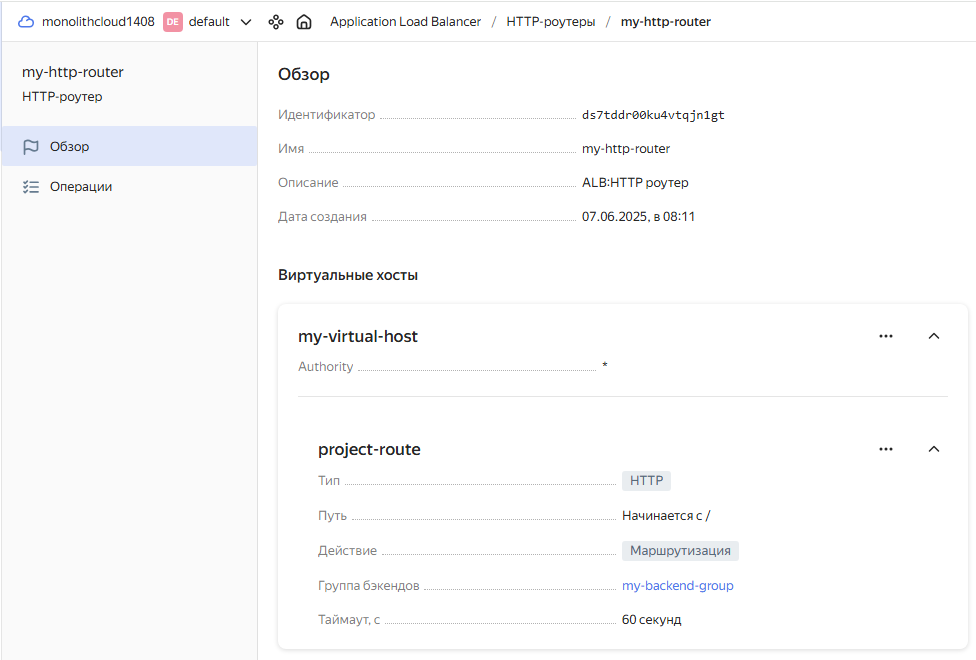 monolithcloud1408 DE default Application Load Balancer / HTTP-роутеры / my-http-router
my-http-router
HTTP-роутер
Обзор
Операции
Обзор
Идентификатор ds7tddr00ku4vtqjn1gt
Имя my-http-router
Описание ALB:HTTP роутер
Дата создания 07.06.2025, в 08:11
Виртуальные хосты
my-virtual-host
Authority *
project-route
Тип HTTP
Путь Начинается с /
Действие Маршрутизация
Группа бэкендов my-backend-group
Таймаут, с 60 секунд